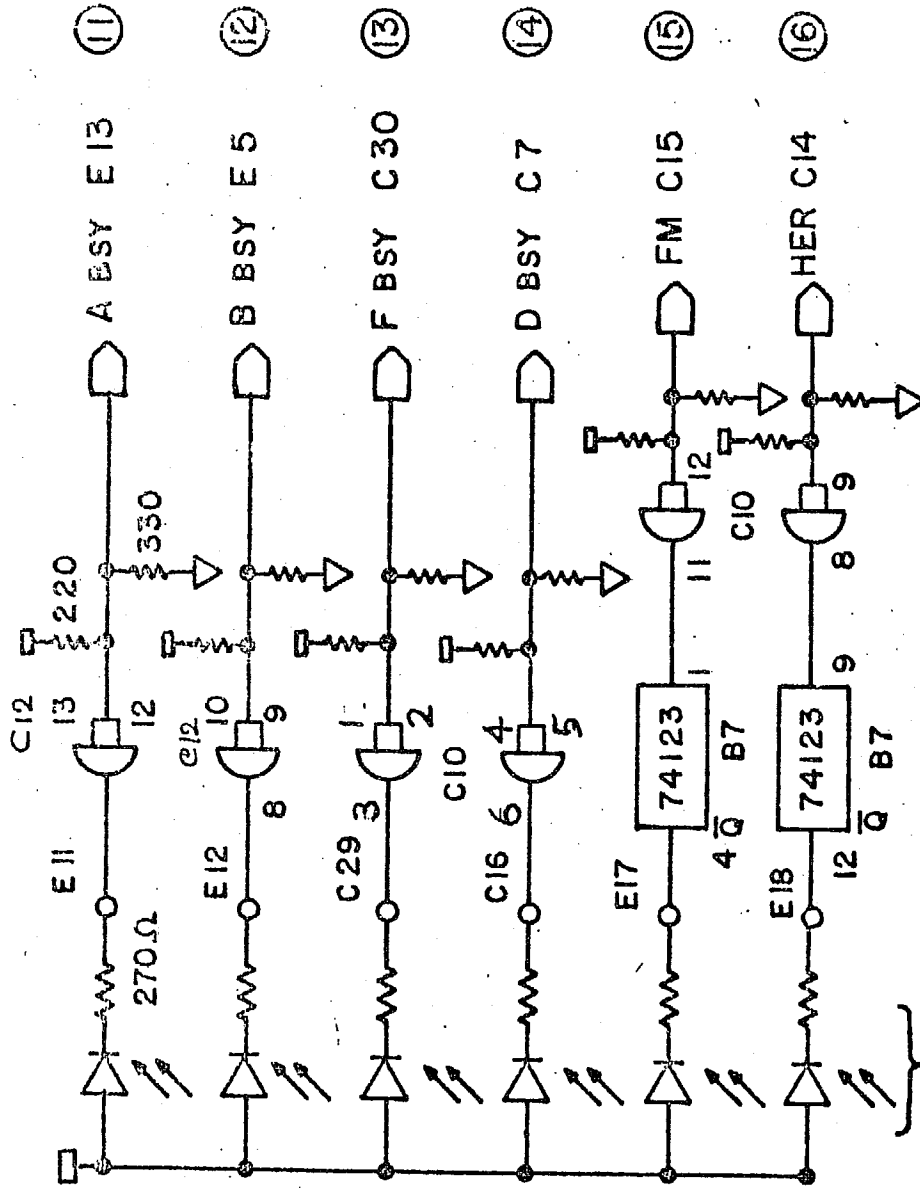 A BSY E13 ⑪
220
330
C12
13
12
E11
270Ω
B BSY E5 ⑫
C12
10
9
8
E12
F BSY C30 ⑬
1
2
3
C10
C29
D BSY C7 ⑭
4
5
6
C16
FM C15 ⑮
12
C10
11
1
74123
B7
4 Q̅
E17
HER C14 ⑯
9
8
9
74123
B7
12 Q̅
E18